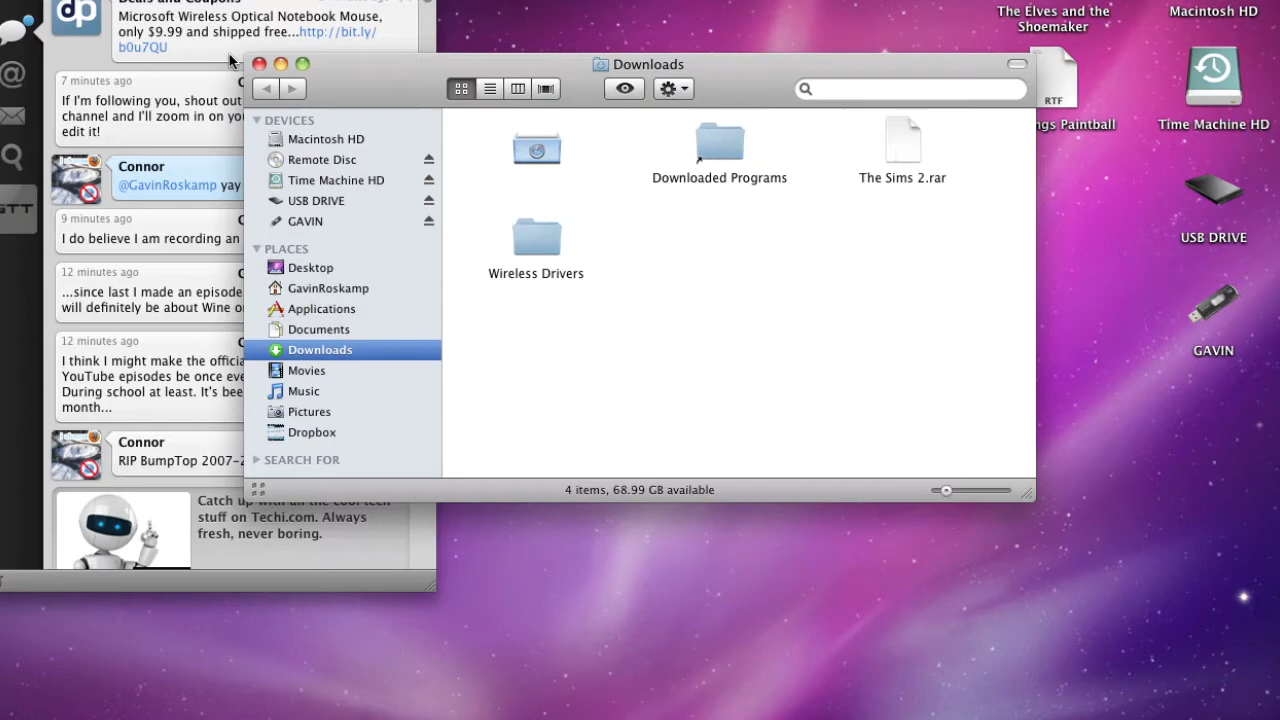 Deals and Coupons
Microsoft Wireless Optical Notebook Mouse,
only $9.99 and shipped free...http://bit.ly/
b0u7QU
7 minutes ago
If I'm following you, shout out
channel and I'll zoom in on you
edit it!
Connor
@GavinRoskamp yay
9 minutes ago
I do believe I am recording an
12 minutes ago
...since last I made an episode
will definitely be about Wine or
12 minutes ago
I think I might make the official
YouTube episodes be once eve
During school at least. It's bee
month...
Connor
RIP BumpTop 2007-2
Catch up with all the cool tech
stuff on Techi.com. Always
fresh, never boring.
dp
GTT
Downloads
DEVICES
Macintosh HD
Remote Disc
Time Machine HD
USB DRIVE
GAVIN
PLACES
Desktop
GavinRoskamp
Applications
Documents
Downloads
Movies
Music
Pictures
Dropbox
SEARCH FOR
Downloaded Programs
The Sims 2.rar
Wireless Drivers
4 items, 68.99 GB available
The Elves and the
Shoemaker
Macintosh HD
RTF
ngs Paintball
Time Machine HD
USB DRIVE
GAVIN